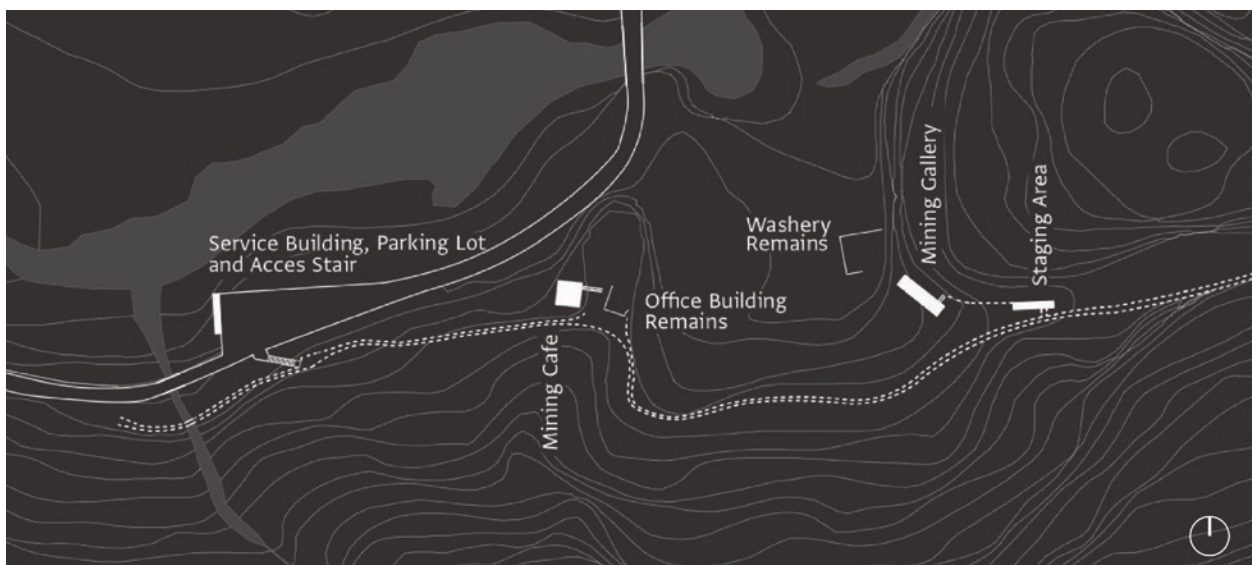 Service Building, Parking Lot
and Acces Stair
Mining Cafe
Office Building
Remains
Washery
Remains
Mining Gallery
Staging Area